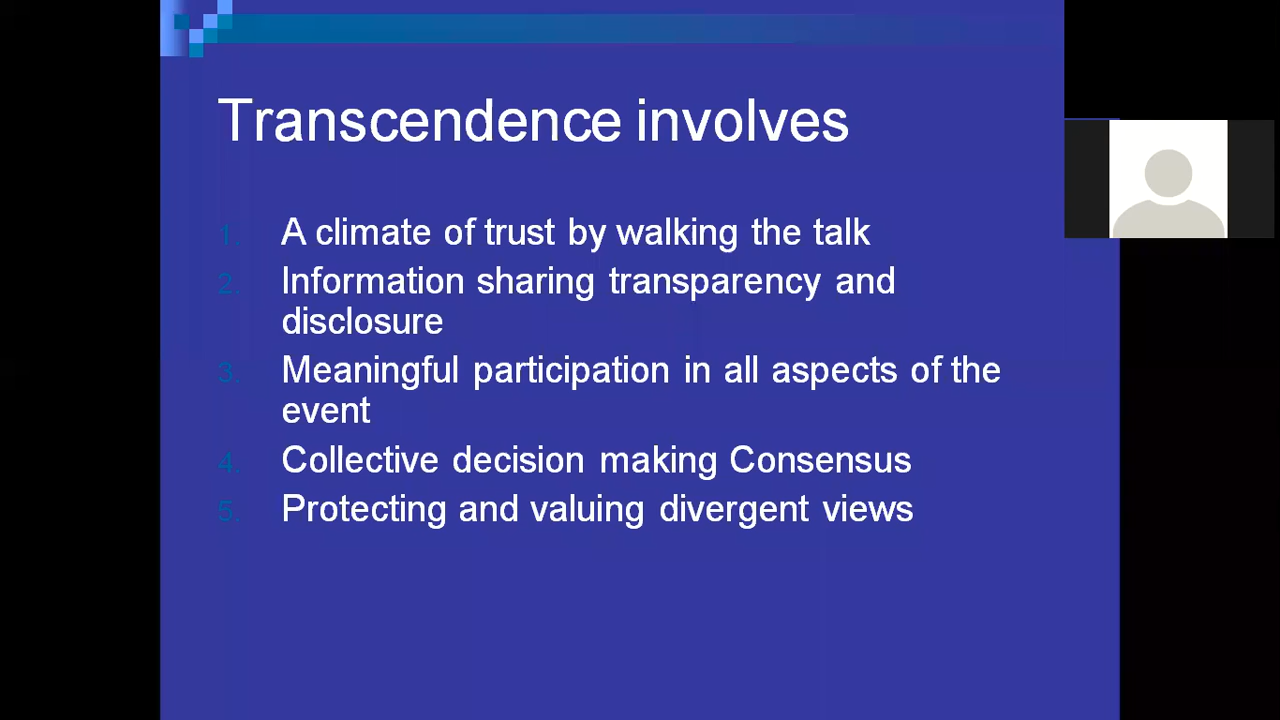 Transcendence involves
1. A climate of trust by walking the talk
2. Information sharing transparency and
disclosure
3. Meaningful participation in all aspects of the
event
4. Collective decision making Consensus
5. Protecting and valuing divergent views